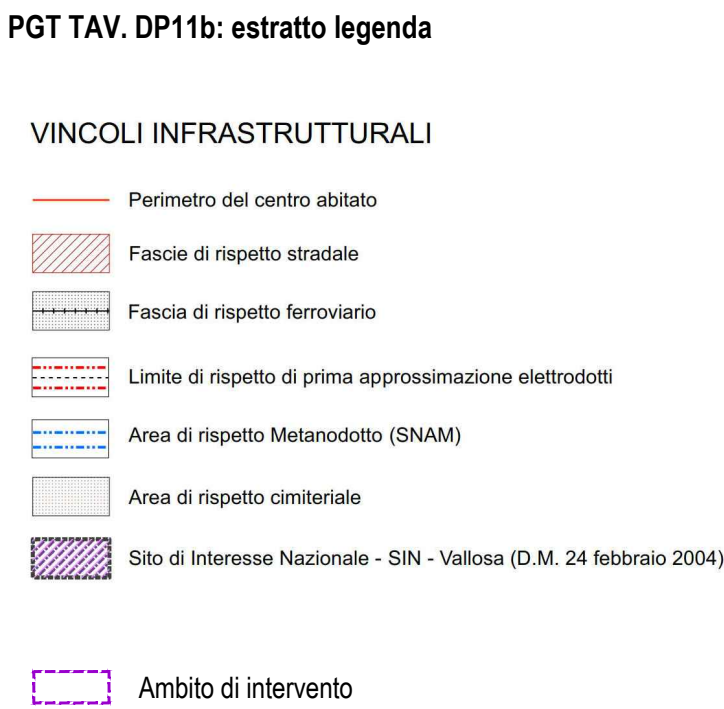 PGT TAV. DP11b: estratto legenda
VINCOLI INFRASTRUTTURALI
Perimetro del centro abitato
Fascie di rispetto stradale
Fascia di rispetto ferroviario
Limite di rispetto di prima approssimazione elettrodotti
Area di rispetto Metanodotto (SNAM)
Area di rispetto cimiteriale
Sito di Interesse Nazionale - SIN - Vallosa (D.M. 24 febbraio 2004)
Ambito di intervento